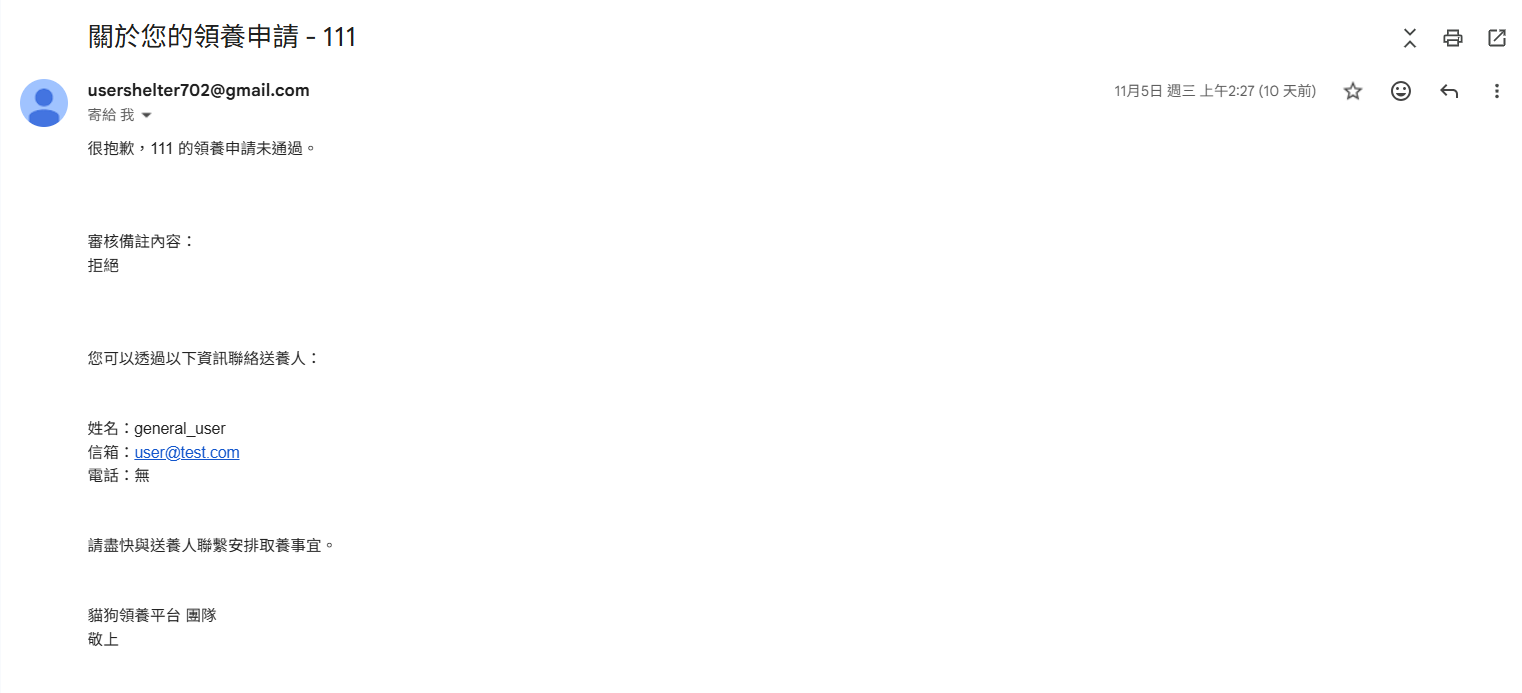 關於您的領養申請 - 111
usershelter702@gmail.com
11月5日 週三 上午2:27 (10 天前)
寄給 我
很抱歉，111 的領養申請未通過。
審核備註內容：
拒絕
您可以透過以下資訊聯絡送養人：
姓名：general_user
信箱：user@test.com
電話：無
請盡快與送養人聯繫安排取養事宜。
貓狗領養平台 團隊
敬上